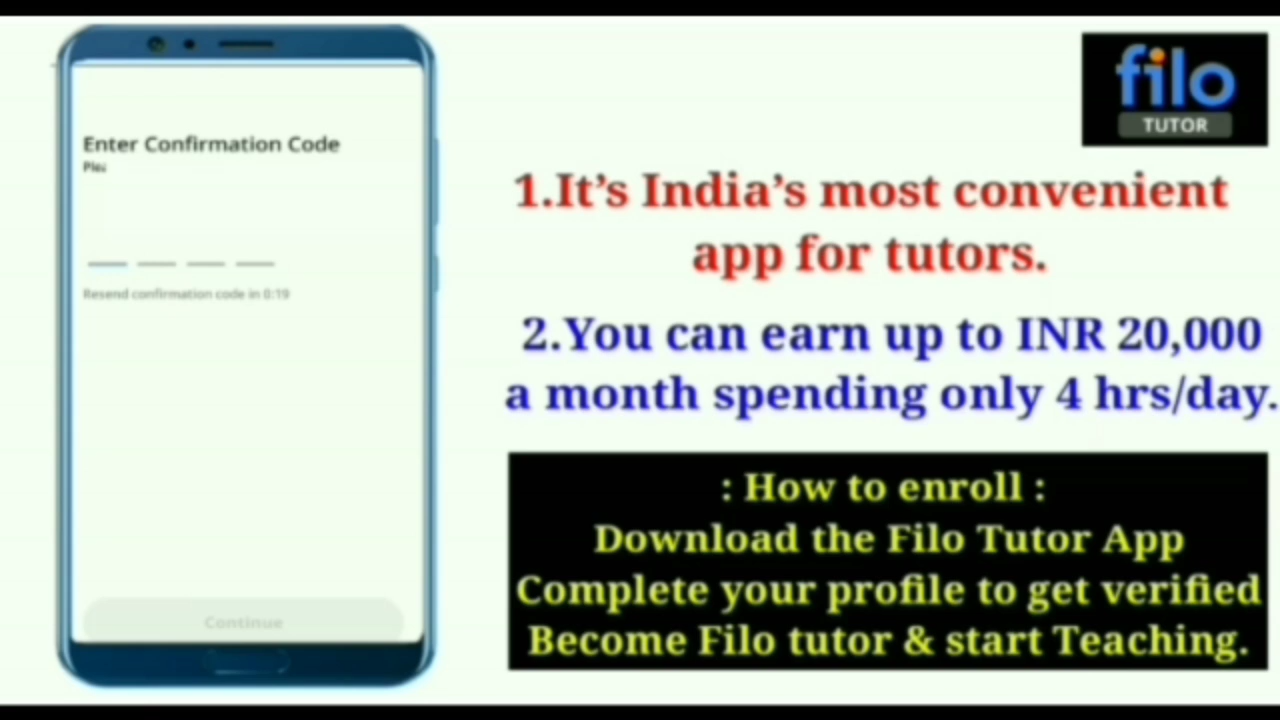 Enter Confirmation Code
Resend confirmation code in 0:19
Continue
filo
TUTOR
1.It’s India’s most convenient
app for tutors.
2.You can earn up to INR 20,000
a month spending only 4 hrs/day.
: How to enroll :
Download the Filo Tutor App
Complete your profile to get verified
Become Filo tutor & start Teaching.